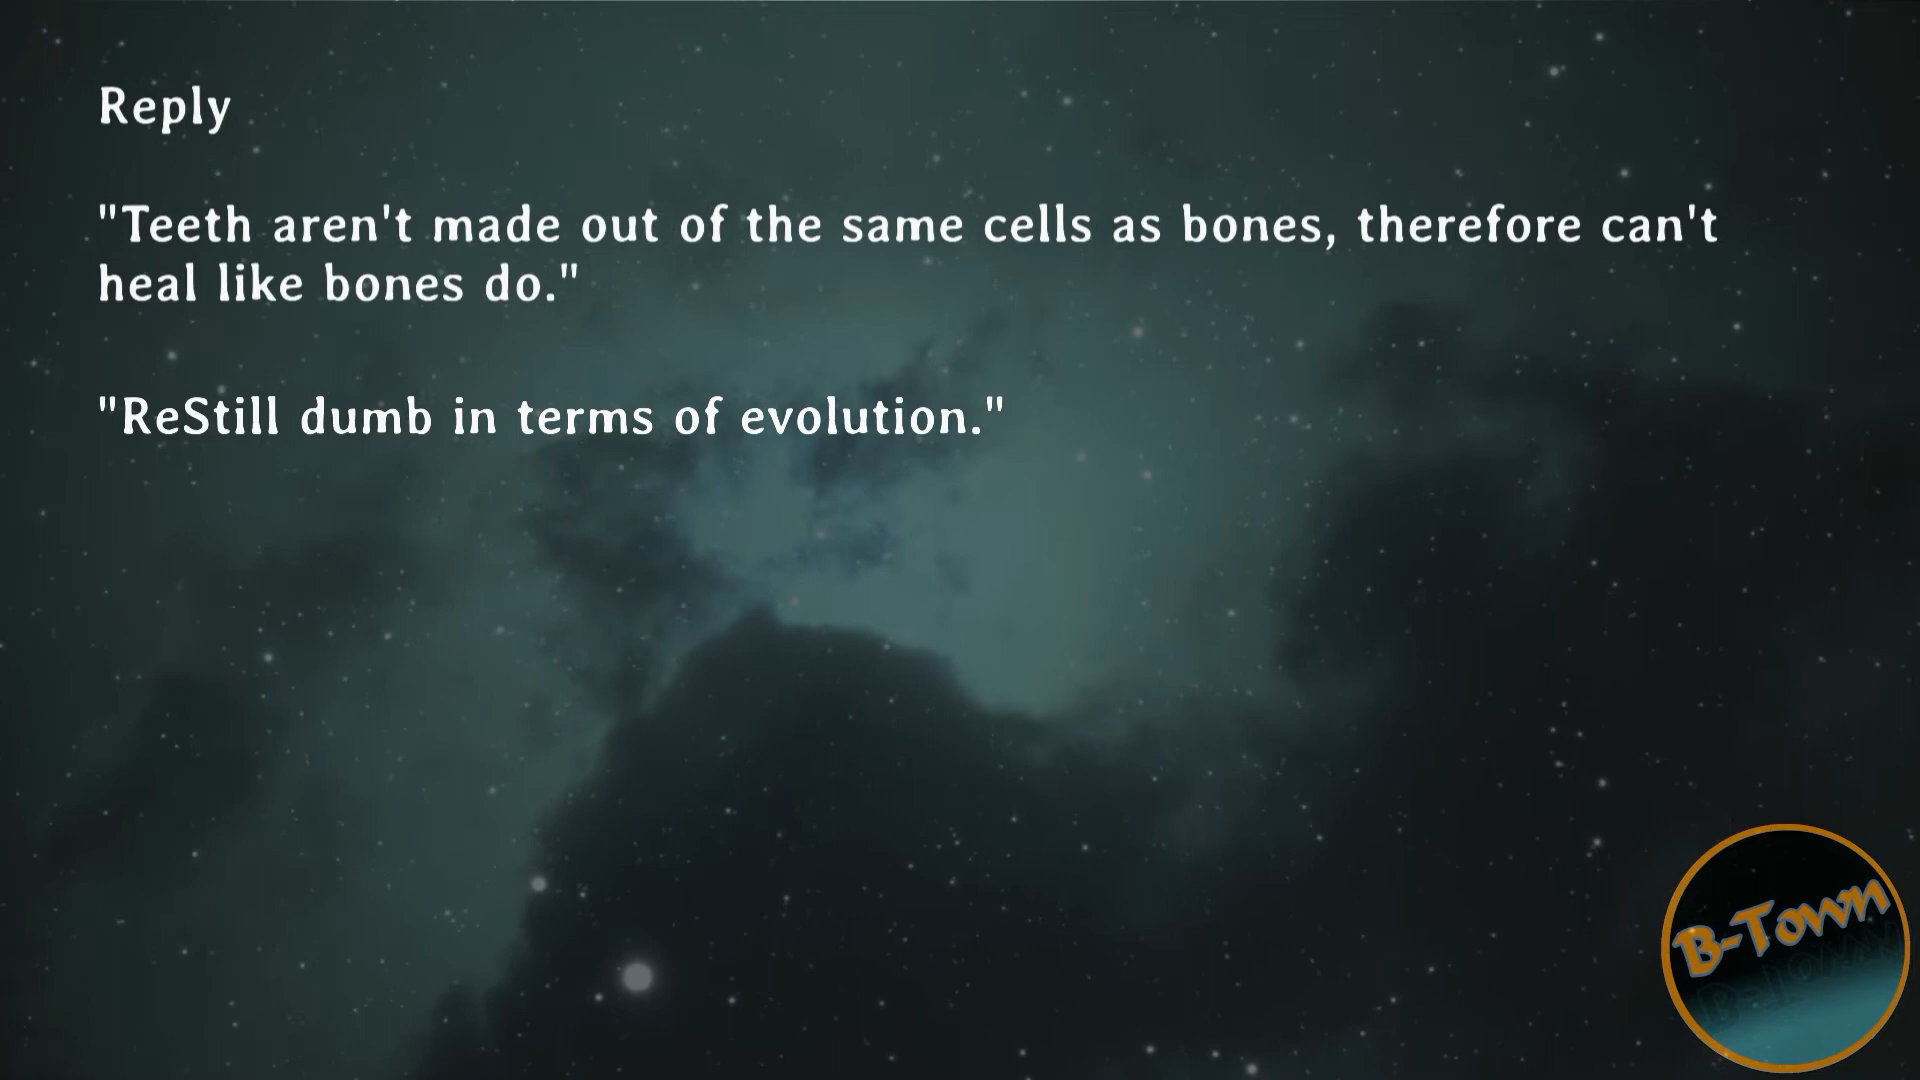 Reply
"Teeth aren't made out of the same cells as bones, therefore can't
heal like bones do."
"ReStill dumb in terms of evolution."
B-Town